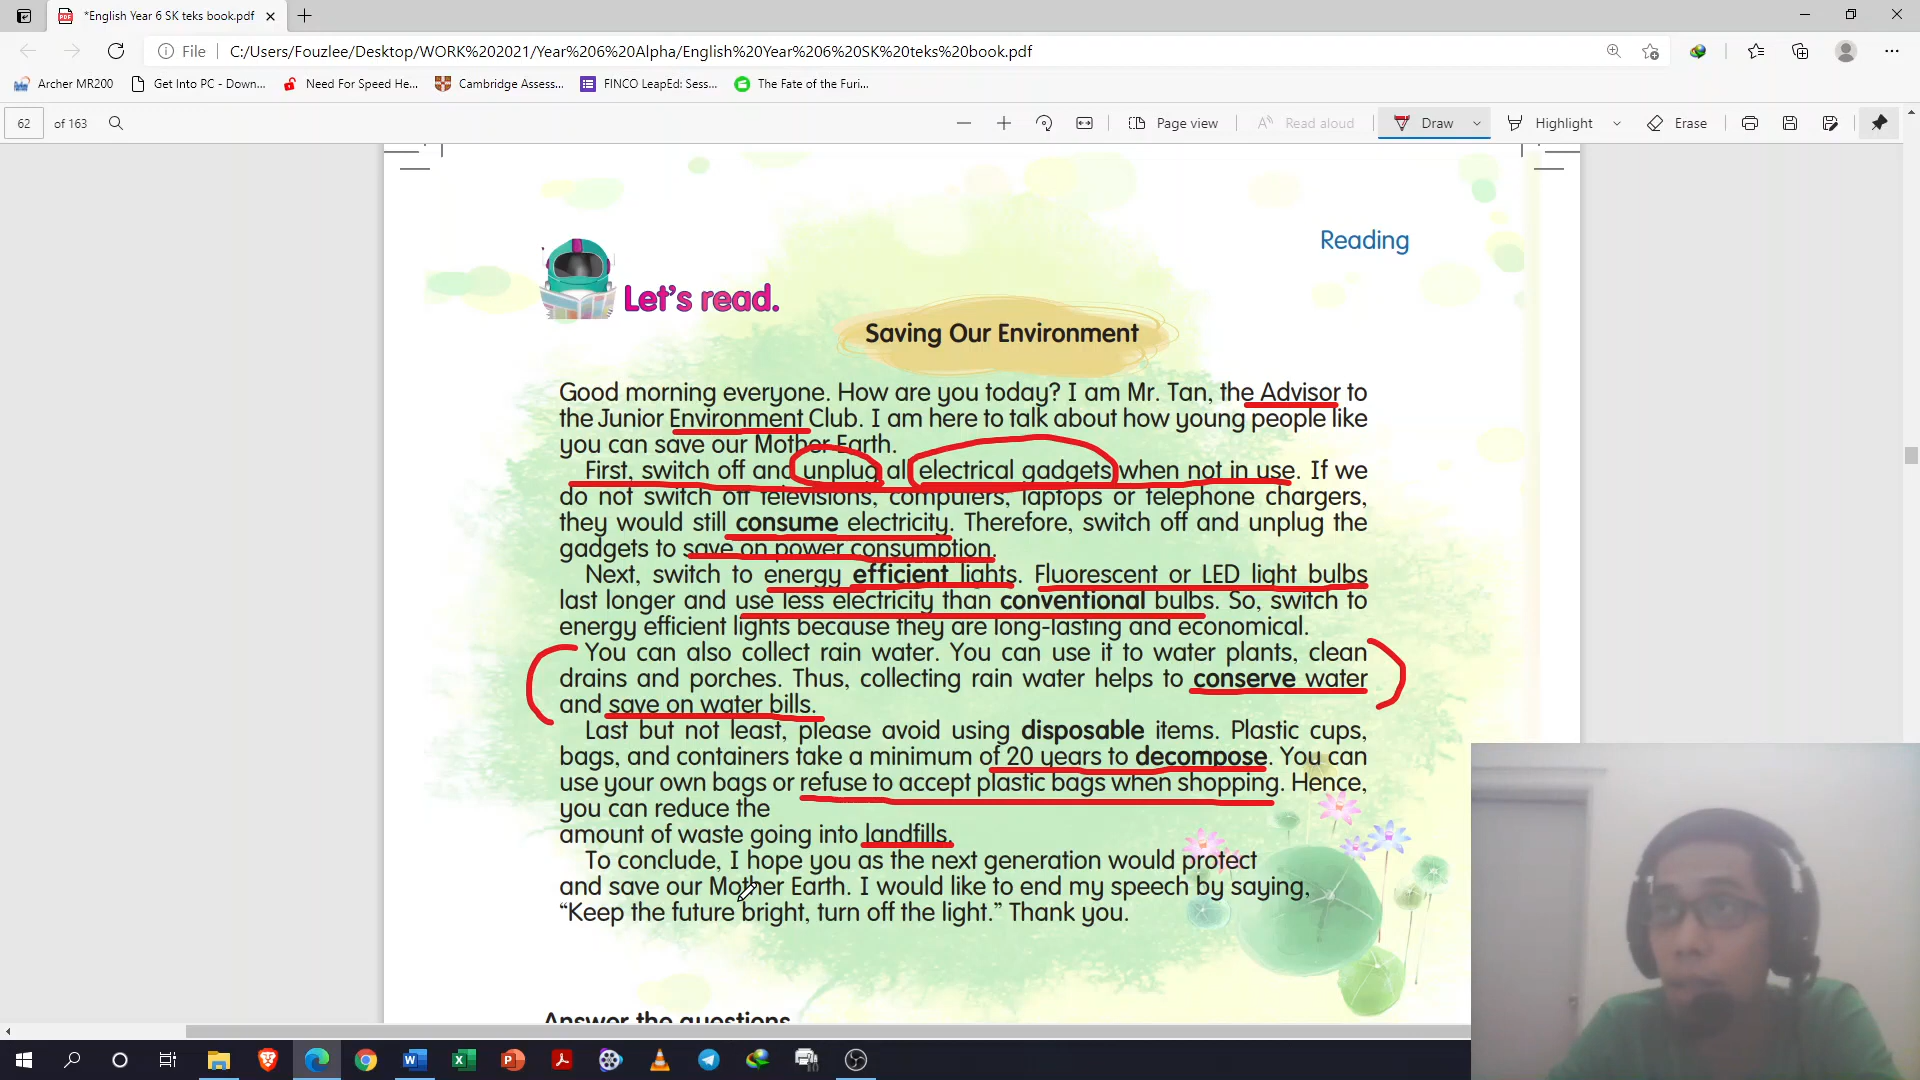 *English Year 6 SK teks book.pdf
File C:/Users/Fouzlee/Desktop/WORK%202021/Year%206%20Alpha/English%20Year%206%20SK%20teks%20book.pdf
Archer MR200 Get Into PC - Down... Need For Speed He... Cambridge Assess... FINCO LeapEd: Sess... The Fate of the Furi...
62 of 163 Page view Read aloud Draw Highlight Erase
Reading
Let's read.
Saving Our Environment
Good morning everyone. How are you today? I am Mr. Tan, the Advisor to
the Junior Environment Club. I am here to talk about how young people like
you can save our Mother Earth.
First, switch off and unplug all electrical gadgets when not in use. If we
do not switch off televisions, computers, laptops or telephone chargers,
they would still consume electricity. Therefore, switch off and unplug the
gadgets to save on power consumption.
Next, switch to energy efficient lights. Fluorescent or LED light bulbs
last longer and use less electricity than conventional bulbs. So, switch to
energy efficient lights because they are long-lasting and economical.
You can also collect rain water. You can use it to water plants, clean
drains and porches. Thus, collecting rain water helps to conserve water
and save on water bills.
Last but not least, please avoid using disposable items. Plastic cups,
bags, and containers take a minimum of 20 years to decompose. You can
use your own bags or refuse to accept plastic bags when shopping. Hence,
you can reduce the
amount of waste going into landfills.
To conclude, I hope you as the next generation would protect
and save our Mother Earth. I would like to end my speech by saying,
“Keep the future bright, turn off the light.” Thank you.
Answer the questions